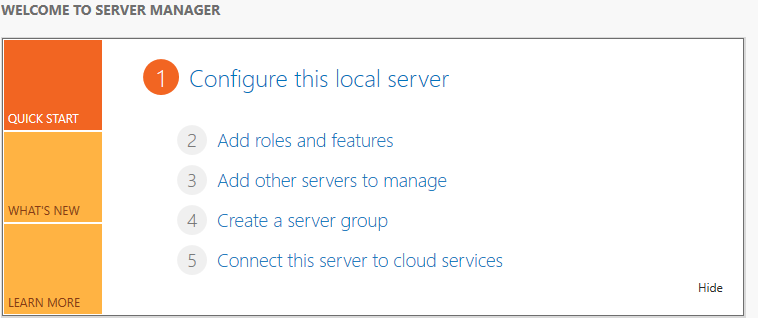 WELCOME TO SERVER MANAGER
QUICK START
WHAT'S NEW
LEARN MORE
1 Configure this local server
2 Add roles and features
3 Add other servers to manage
4 Create a server group
5 Connect this server to cloud services
Hide